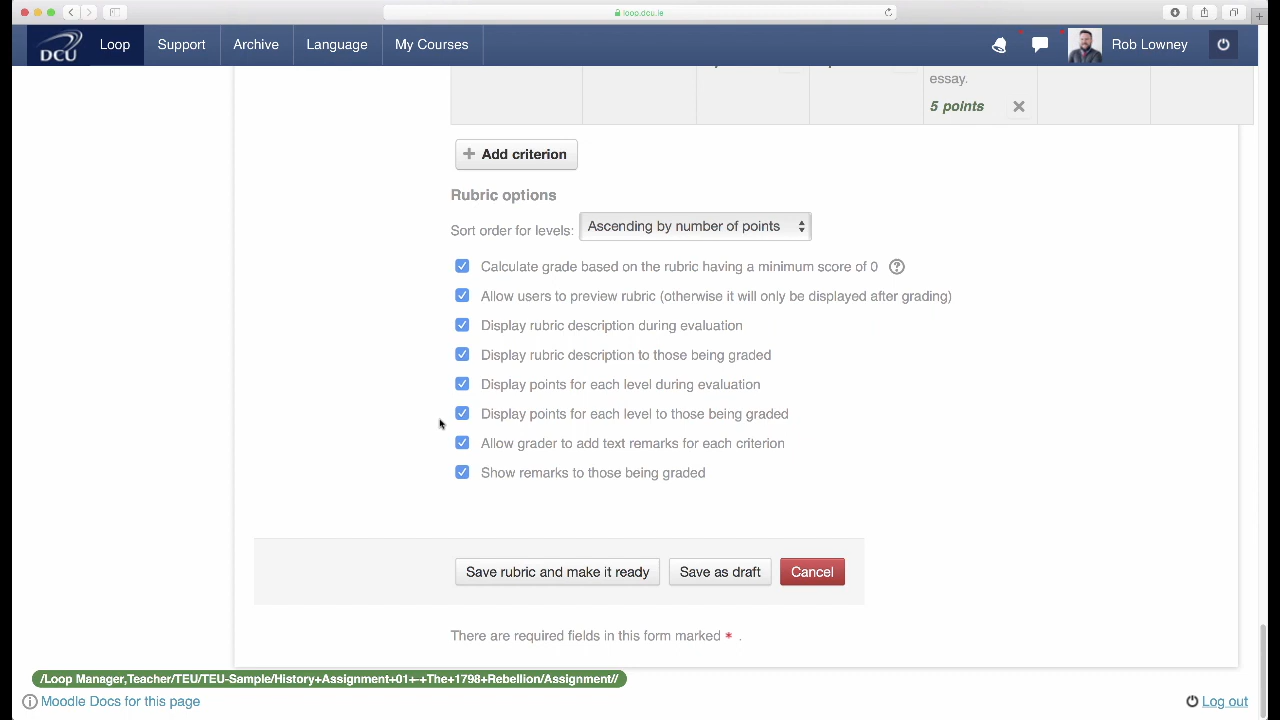 loop.dcu.ie
DCU
Loop
Support
Archive
Language
My Courses
Rob Lowney
essay.
5 points
Add criterion
Rubric options
Sort order for levels:
Ascending by number of points
Calculate grade based on the rubric having a minimum score of 0
Allow users to preview rubric (otherwise it will only be displayed after grading)
Display rubric description during evaluation
Display rubric description to those being graded
Display points for each level during evaluation
Display points for each level to those being graded
Allow grader to add text remarks for each criterion
Show remarks to those being graded
Save rubric and make it ready
Save as draft
Cancel
There are required fields in this form marked * .
/Loop Manager,Teacher/TEU/TEU-Sample/History+Assignment+01+-+The+1798+Rebellion/Assignment//
Moodle Docs for this page
Log out